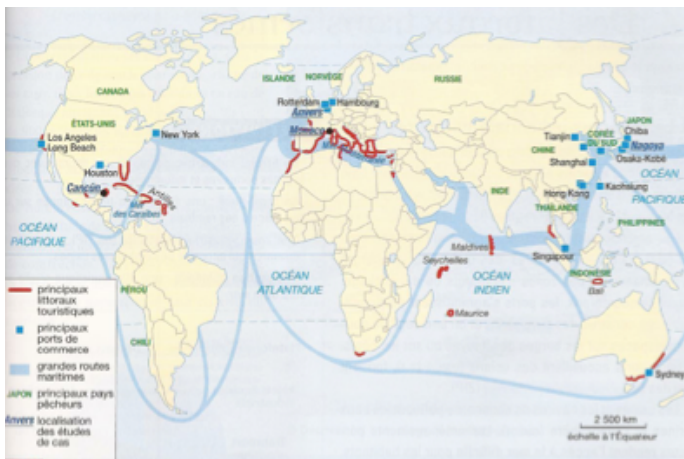 ISLANDE
NORVÈGE
RUSSIE
CANADA
Rotterdam
Hambourg
Anvers
ÉTATS-UNIS
JAPON
Chiba
Monaco
New York
Tianjin
CORÉE
DU SUD
Nagoya
Los Angeles
Long Beach
CHINE
Osaka-Kobé
Houston
Shanghai
OCÉAN
PACIFIQUE
Cancún
Antilles
INDE
Hong Kong
Kaohsiung
Mer
des Caraïbes
THAÏLANDE
OCÉAN
PACIFIQUE
PHILIPPINES
Maldives
Seychelles
Singapour
OCÉAN
ATLANTIQUE
OCÉAN
INDIEN
INDONÉSIE
Bali
PÉROU
Maurice
CHILI
Sydney
principaux
littoraux
touristiques
principaux
ports de
commerce
grandes routes
maritimes
JAPON principaux pays
pêcheurs
Anvers localisation
des études
de cas
2 500 km
échelle à l'Équateur